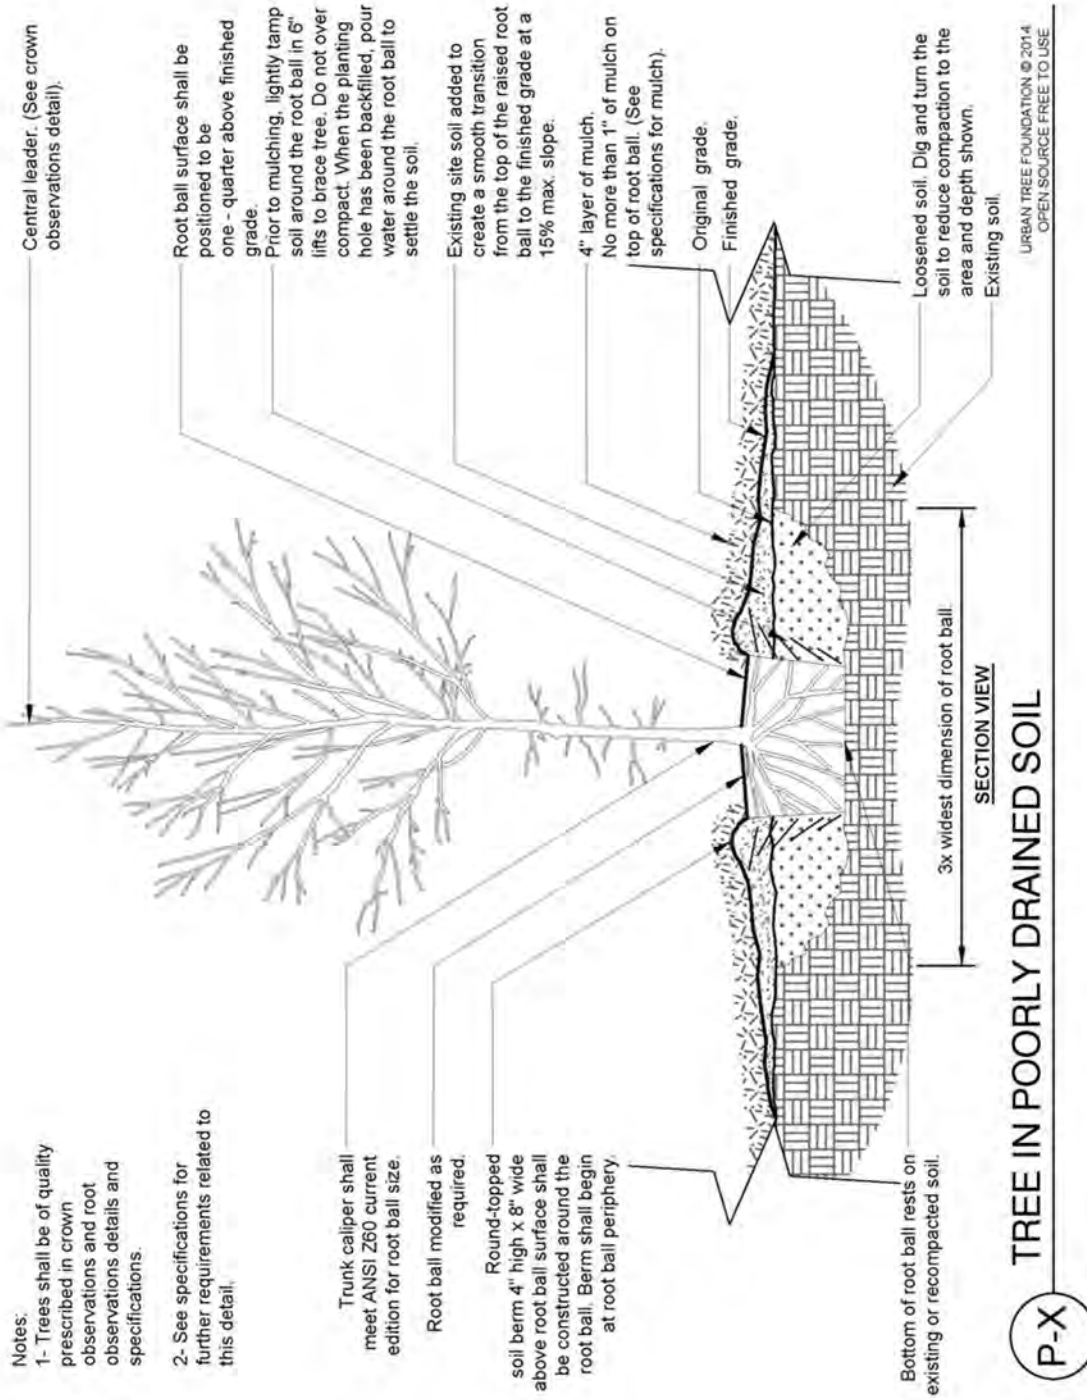 Notes:
1- Trees shall be of quality
prescribed in crown
observations and root
observations details and
specifications.
2- See specifications for
further requirements related to
this detail.
Central leader. (See crown
observations detail).
Root ball surface shall be
positioned to be
one - quarter above finished
grade.
Prior to mulching, lightly tamp
soil around the root ball in 6"
lifts to brace tree. Do not over
compact. When the planting
hole has been backfilled, pour
water around the root ball to
settle the soil.
Existing site soil added to
create a smooth transition
from the top of the raised root
ball to the finished grade at a
15% max. slope.
4" layer of mulch.
No more than 1" of mulch on
top of root ball. (See
specifications for mulch).
Original grade.
Finished grade.
Loosened soil. Dig and turn the
soil to reduce compaction to the
area and depth shown.
Existing soil.
Trunk caliper shall
meet ANSI Z60 current
edition for root ball size.
Root ball modified as
required.
Round-topped
soil berm 4" high x 8" wide
above root ball surface shall
be constructed around the
root ball. Berm shall begin
at root ball periphery.
Bottom of root ball rests on
existing or recompacted soil.
3x widest dimension of root ball.
SECTION VIEW
P-X
TREE IN POORLY DRAINED SOIL
URBAN TREE FOUNDATION © 2014
OPEN SOURCE FREE TO USE